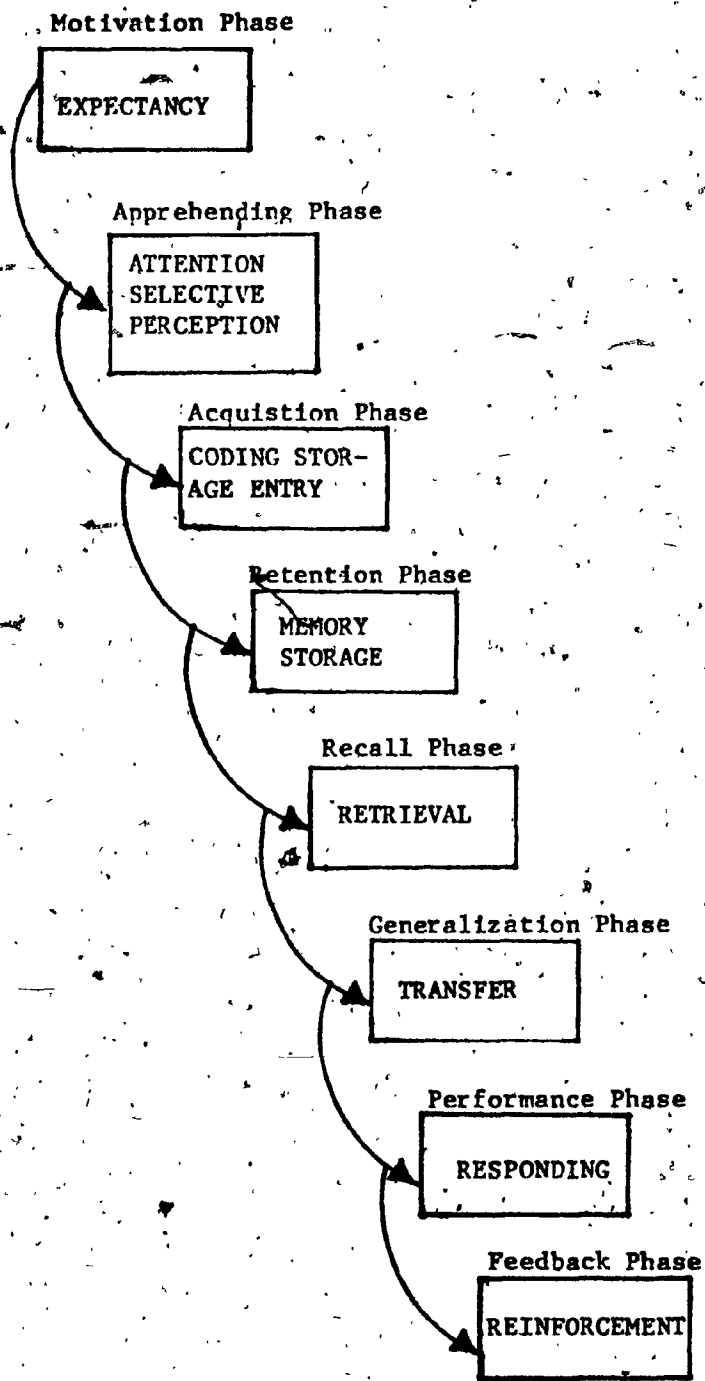 Motivation Phase
EXPECTANCY
Apprehending Phase
ATTENTION
SELECTIVE
PERCEPTION
Acquistion Phase
CODING STOR-
AGE ENTRY
Retention Phase
MEMORY
STORAGE
Recall Phase
RETRIEVAL
Generalization Phase
TRANSFER
Performance Phase
RESPONDING
Feedback Phase
REINFORCEMENT